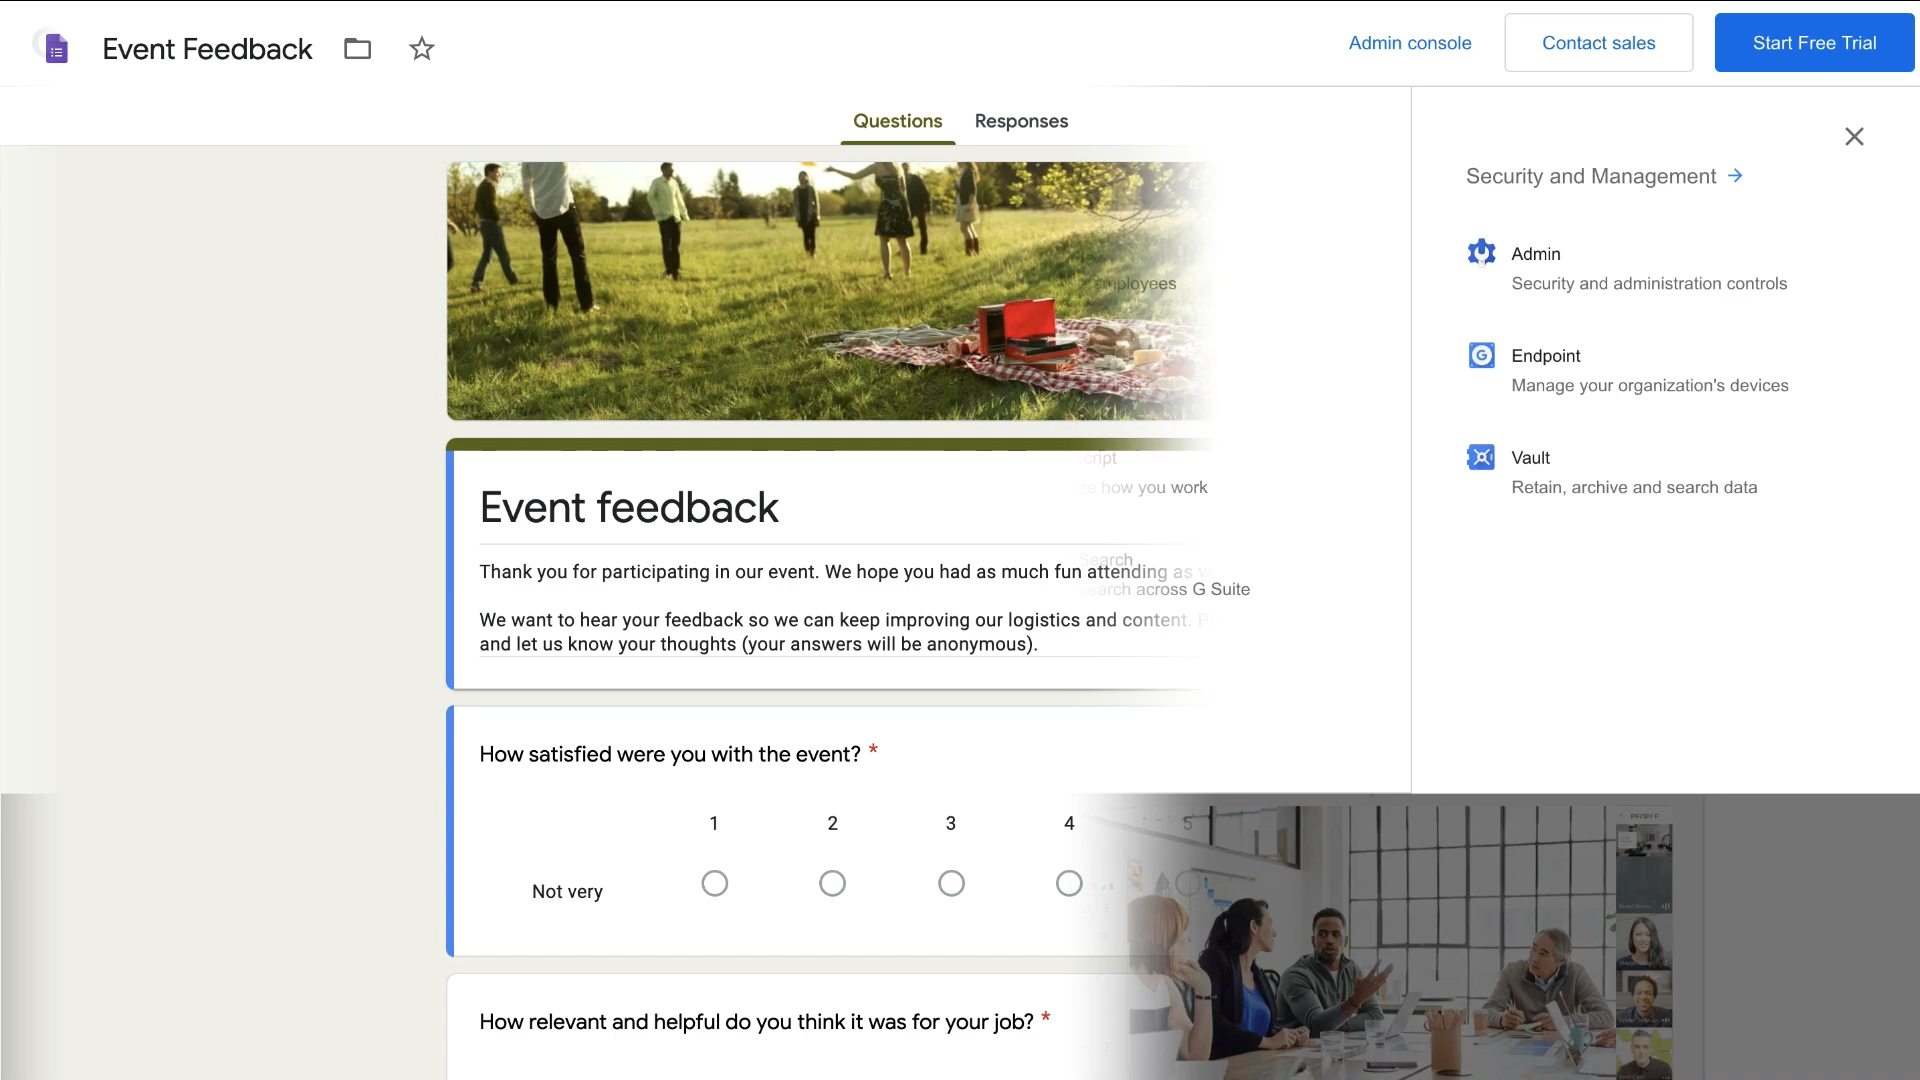 Event Feedback
Admin console
Contact sales
Start Free Trial
Questions
Responses
Security and Management
Admin
Security and administration controls
Endpoint
Manage your organization's devices
Vault
Retain, archive and search data
how you work
Search
Search across G Suite
Event feedback
Thank you for participating in our event. We hope you had as much fun attending as
We want to hear your feedback so we can keep improving our logistics and content.
and let us know your thoughts (your answers will be anonymous).
How satisfied were you with the event? *
1 2 3 4 5
Not very
PEOPLE
How relevant and helpful do you think it was for your job? *